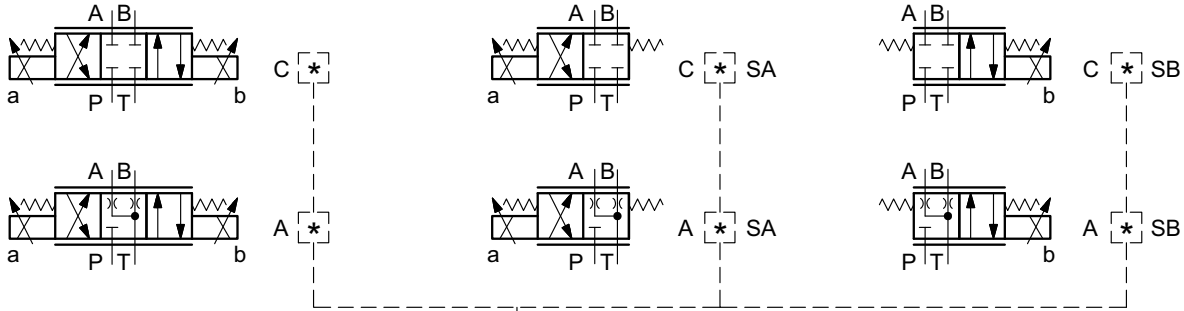 A B A B A B
C * C * SA C * SB
a a b b
P T P T P T
A B A B A B
A * A * SA A * SB
a b a b
P T P T P T